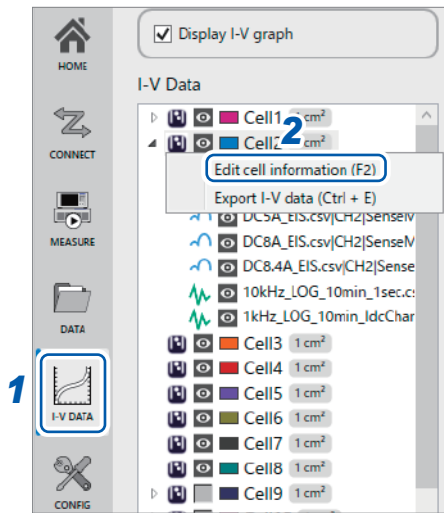 HOME
CONNECT
MEASURE
DATA
1
I-V DATA
CONFIG
Display I-V graph
I-V Data
Cell1 1 cm²
2
Cell2 cm²
Edit cell information (F2)
Export I-V data (Ctrl + E)
DC5A_EIS.csv|CH2|SenseM
DC8A_EIS.csv|CH2|SenseM
DC8.4A_EIS.csv|CH2|Sense
10kHz_LOG_10min_1sec.c
1kHz_LOG_10min_IdcChar
Cell3 1 cm²
Cell4 1 cm²
Cell5 1 cm²
Cell6 1 cm²
Cell7 1 cm²
Cell8 1 cm²
Cell9 1 cm²